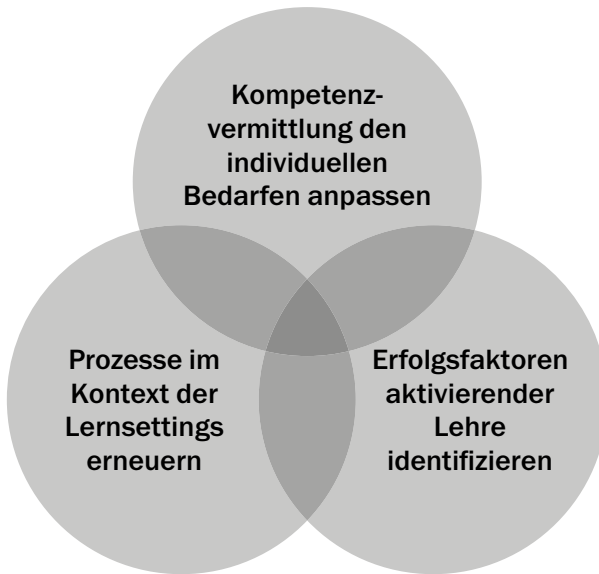 Kompetenz-
vermittlung den
individuellen
Bedarfen anpassen
Prozesse im
Kontext der
Lernsettings
erneuern
Erfolgsfaktoren
aktivierender
Lehre
identifizieren